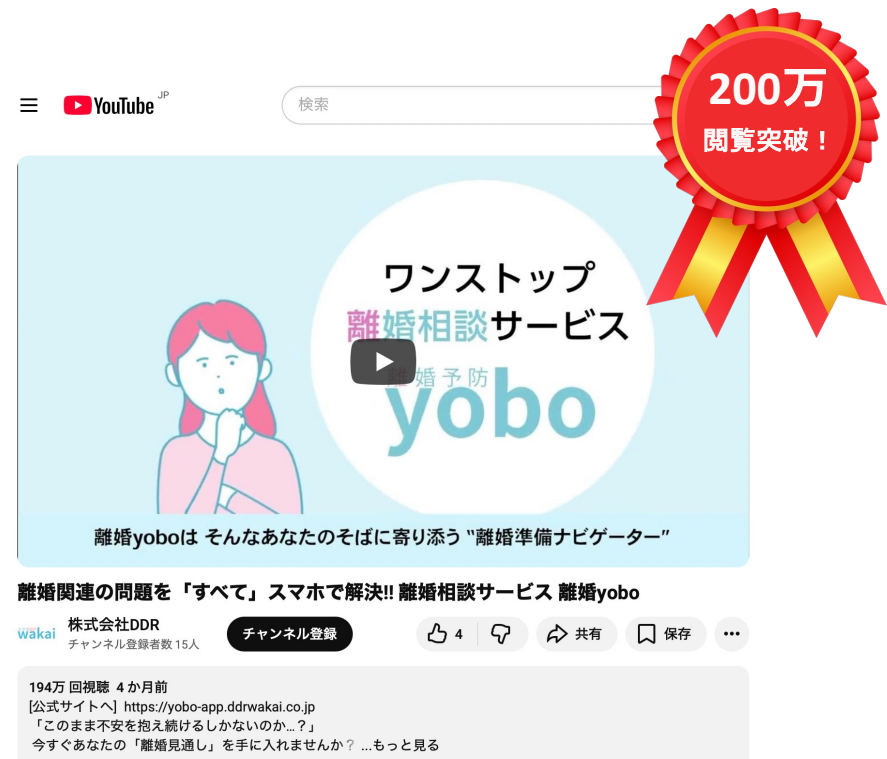 YouTube JP
検索
200万
閲覧突破！
ワンストップ
離婚相談サービス
離婚予防
yobo
離婚yoboは そんなあなたのそばに寄り添う “離婚準備ナビゲーター”
離婚関連の問題を「すべて」スマホで解決!! 離婚相談サービス 離婚yobo
wakai
株式会社DDR
チャンネル登録者数 15人
チャンネル登録
4
共有
保存
194万 回視聴 4 か月前
[公式サイトへ] https://yobo-app.ddrwakai.co.jp
「このまま不安を抱え続けるしかないのか…？」
今すぐあなたの「離婚見通し」を手に入れませんか？ ...もっと見る